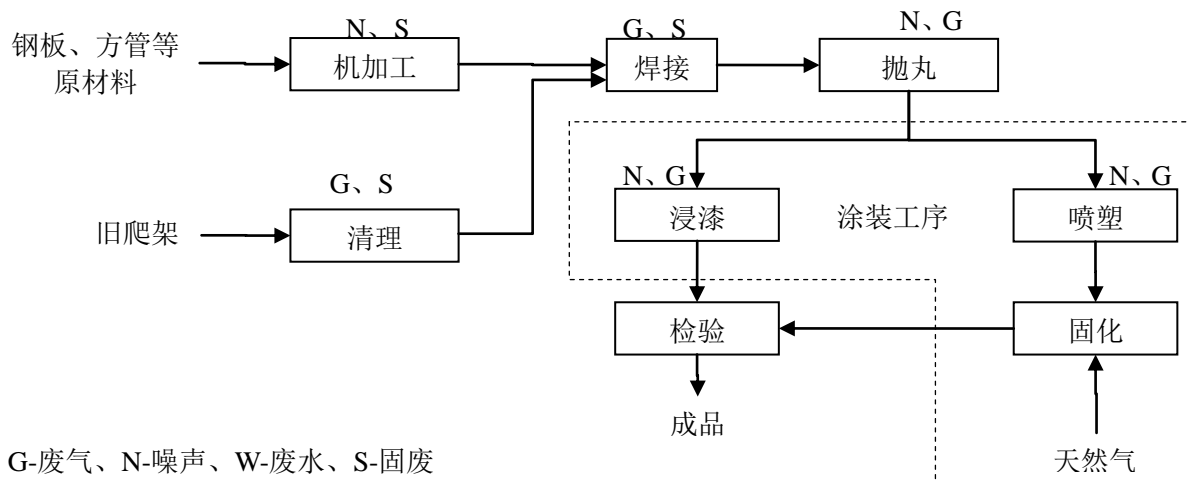 N、S
G、S
N、G
钢板、方管等
原材料
机加工
焊接
抛丸
G、S
N、G
N、G
旧爬架
清理
浸漆
涂装工序
喷塑
检验
固化
成品
天然气
G-废气、N-噪声、W-废水、S-固废